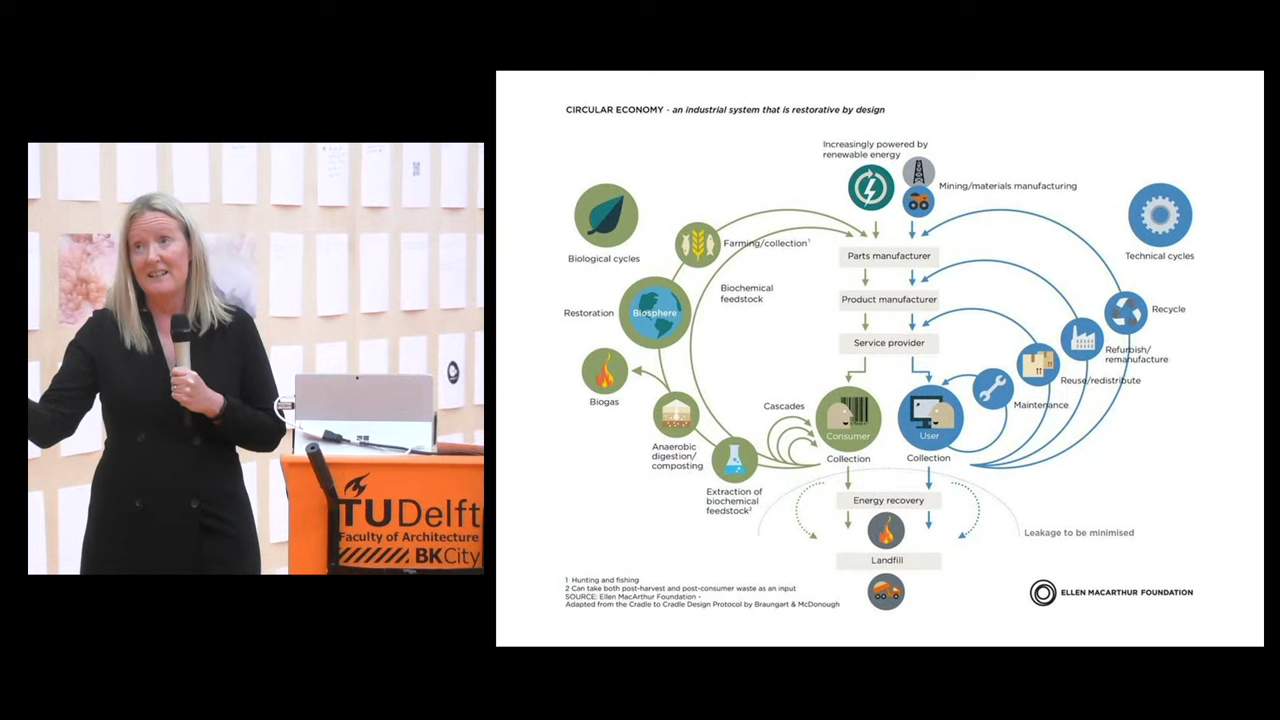 CIRCULAR ECONOMY - an industrial system that is restorative by design
Increasingly powered by
renewable energy
Mining/materials manufacturing
Biological cycles
Technical cycles
Farming/collection¹
Parts manufacturer
Biochemical
feedstock
Restoration
Biosphere
Product manufacturer
Recycle
Service provider
Refurbish/
remanufacture
Biogas
Reuse/redistribute
Cascades
Maintenance
Consumer
User
Collection
Collection
Anaerobic
digestion/
composting
Extraction of
biochemical
feedstock²
Energy recovery
Leakage to be minimised
Landfill
1 Hunting and fishing
2 Can take both post-harvest and post-consumer waste as an input
SOURCE: Ellen MacArthur Foundation -
Adapted from the Cradle to Cradle Design Protocol by Braungart & McDonough
ELLEN MACARTHUR FOUNDATION
TU Delft
Faculty of Architecture
BK City